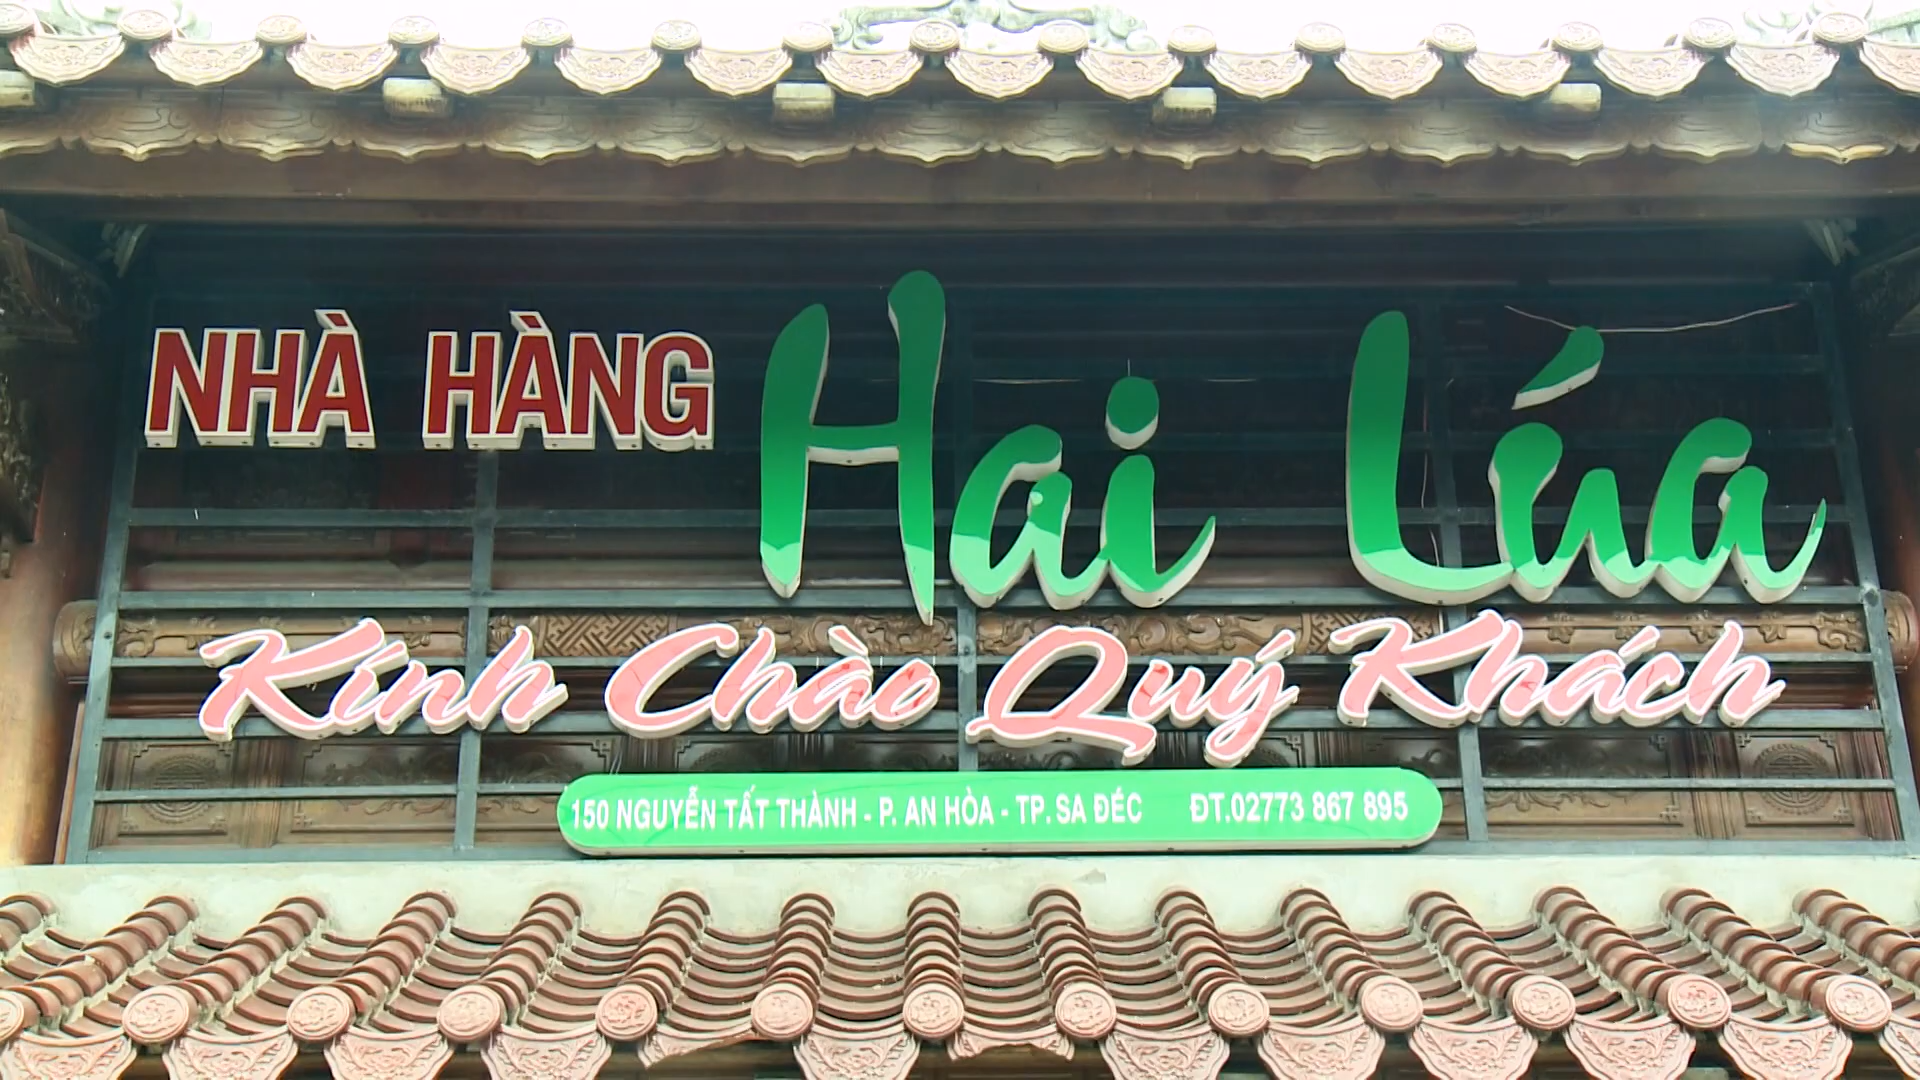 NHÀ HÀNG Hai Lúa
Kính Chào Quý Khách
150 NGUYỄN TẤT THÀNH - P. AN HÒA - TP. SA ĐÉC ĐT.02773 867 895